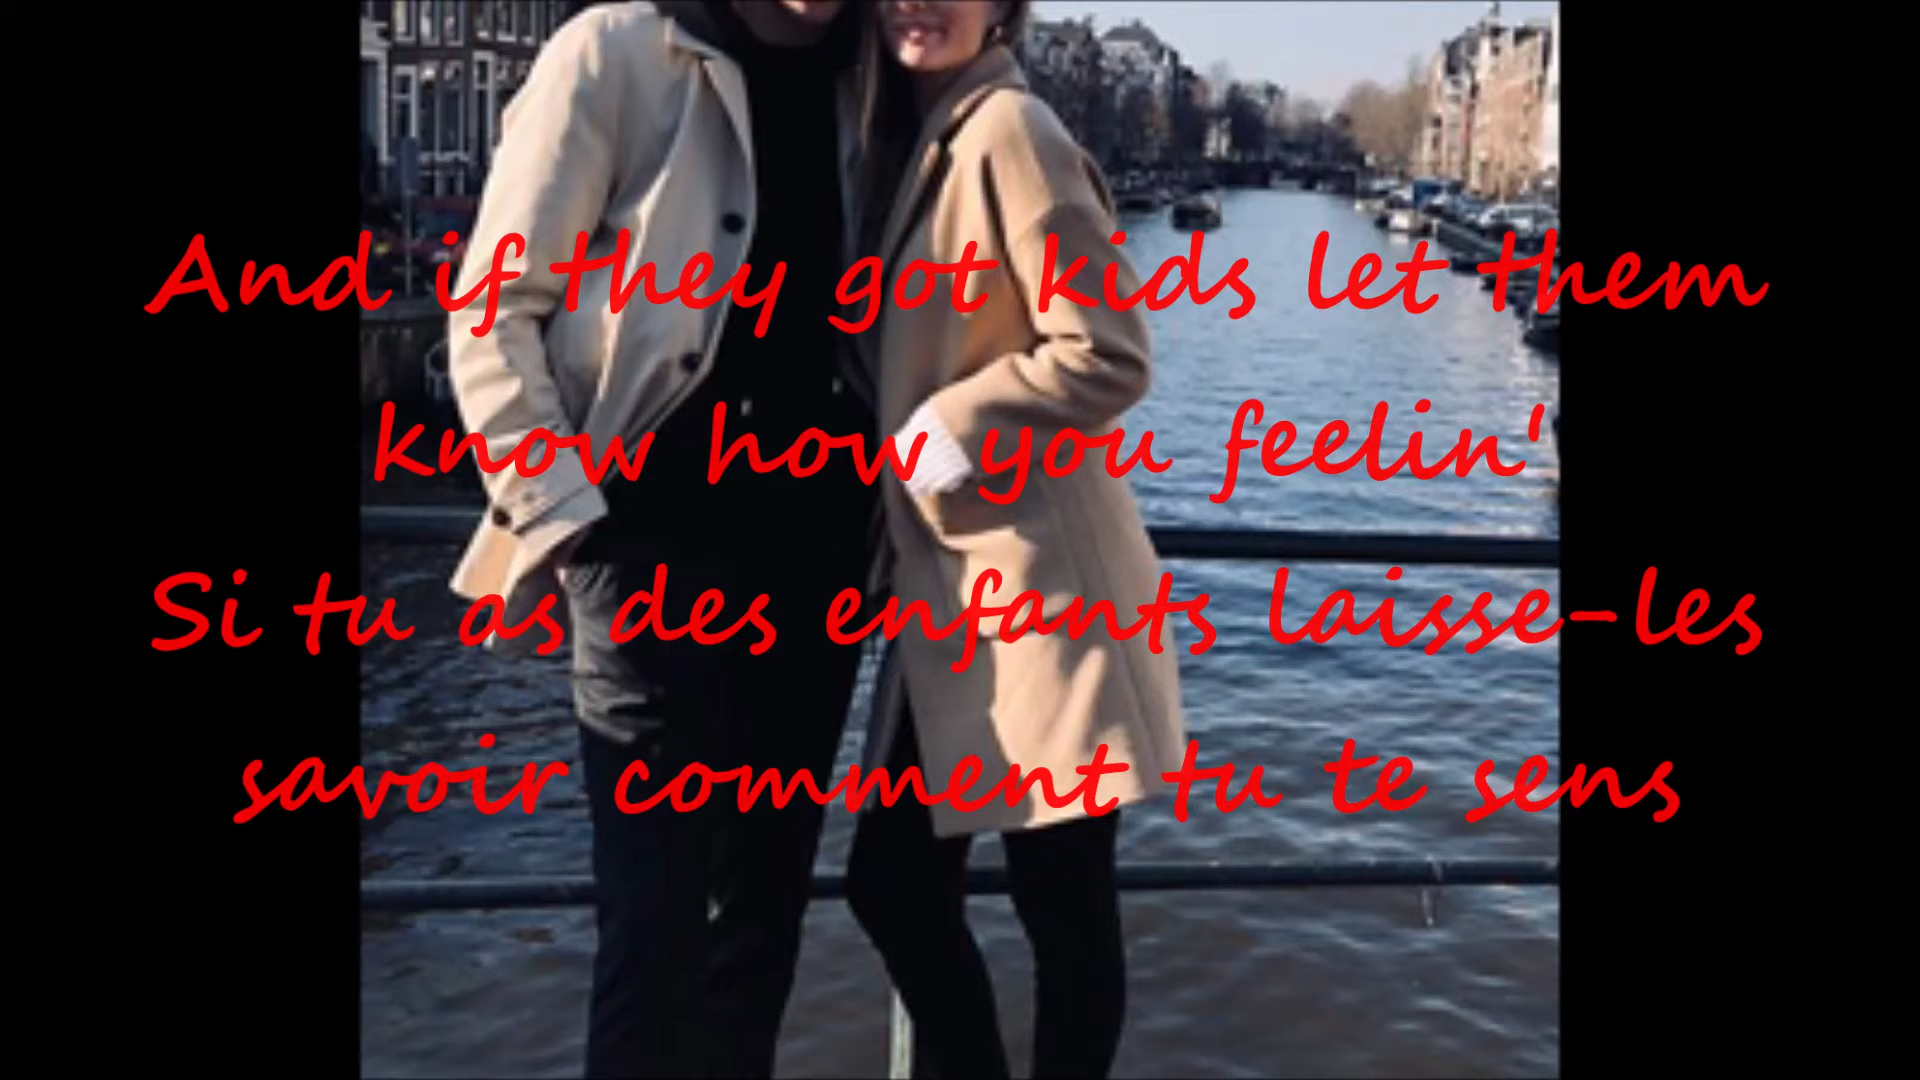 And if they got kids let them
know how you feelin'
Si tu as des enfants laisse-les
savoir comment tu te sens